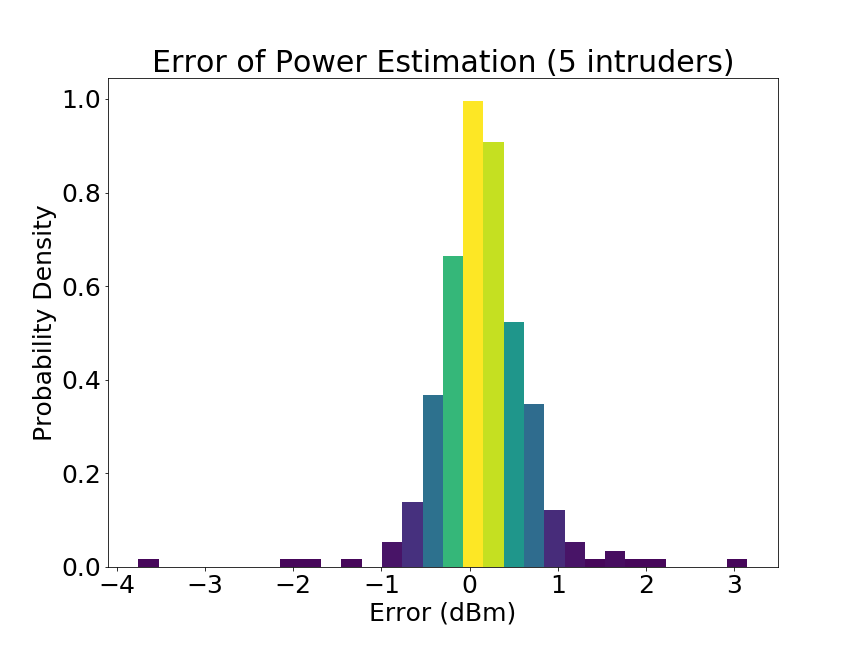 Error of Power Estimation (5 intruders)
1.0
0.8
0.6
0.4
0.2
0.0
Probability Density
−4 −3 −2 −1 0 1 2 3
Error (dBm)